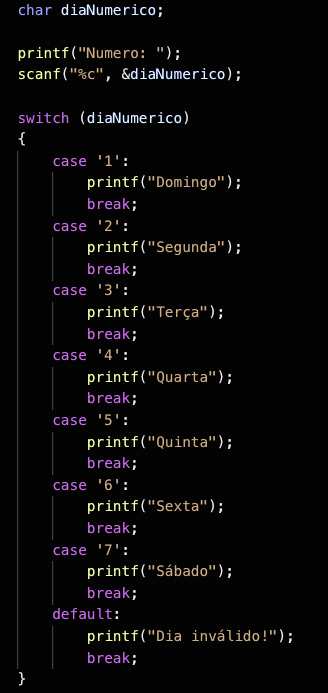 char diaNumerico;
printf("Numero: ");
scanf("%c", &diaNumerico);
switch (diaNumerico)
{
case '1':
printf("Domingo");
break;
case '2':
printf("Segunda");
break;
case '3':
printf("Terça");
break;
case '4':
printf("Quarta");
break;
case '5':
printf("Quinta");
break;
case '6':
printf("Sexta");
break;
case '7':
printf("Sábado");
break;
default:
printf("Dia inválido!");
break;
}